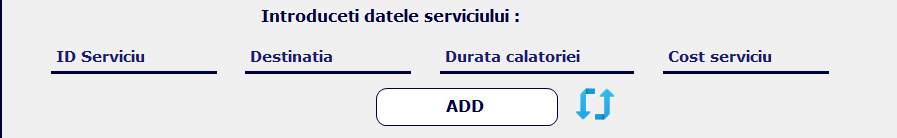 Introduceti datele serviciului :
ID Serviciu Destinatia Durata calatoriei Cost serviciu
ADD